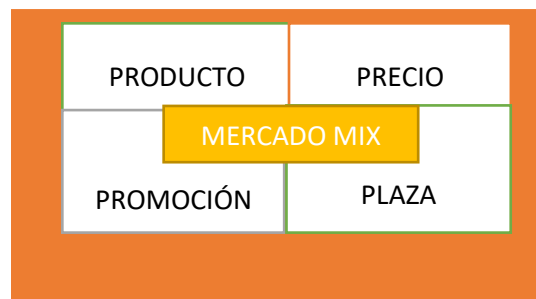 PRODUCTO
PRECIO
MERCADO MIX
PROMOCIÓN
PLAZA